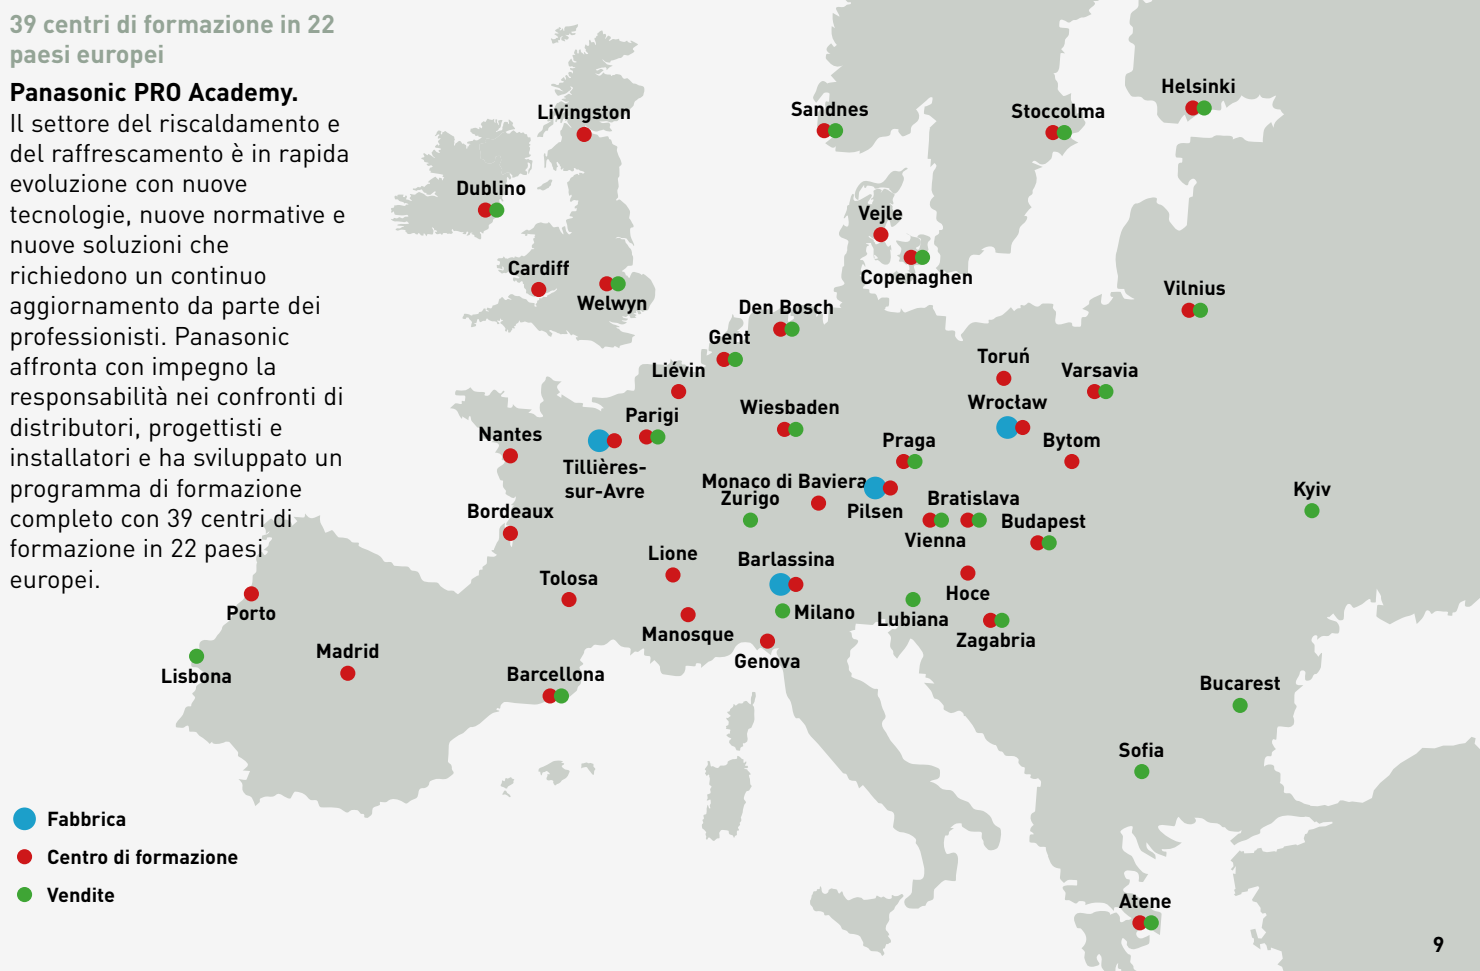 39 centri di formazione in 22
paesi europei
Panasonic PRO Academy.
Il settore del riscaldamento e
del raffrescamento è in rapida
evoluzione con nuove
tecnologie, nuove normative e
nuove soluzioni che
richiedono un continuo
aggiornamento da parte dei
professionisti. Panasonic
affronta con impegno la
responsabilità nei confronti di
distributori, progettisti e
installatori e ha sviluppato un
programma di formazione
completo con 39 centri di
formazione in 22 paesi
europei.
Helsinki
Sandnes
Stoccolma
Livingston
Dublino
Vejle
Cardiff
Copenaghen
Welwyn
Vilnius
Den Bosch
Gent
Toruń
Liévin
Varsavia
Wrocław
Wiesbaden
Parigi
Nantes
Praga
Bytom
Tillières-
sur-Avre
Monaco di Baviera
Zurigo
Kyiv
Bratislava
Pilsen
Bordeaux
Budapest
Vienna
Lione
Barlassina
Tolosa
Hoce
Porto
Milano
Lubiana
Manosque
Zagabria
Madrid
Genova
Lisbona
Barcellona
Bucarest
Sofia
Fabbrica
Centro di formazione
Vendite
Atene
9